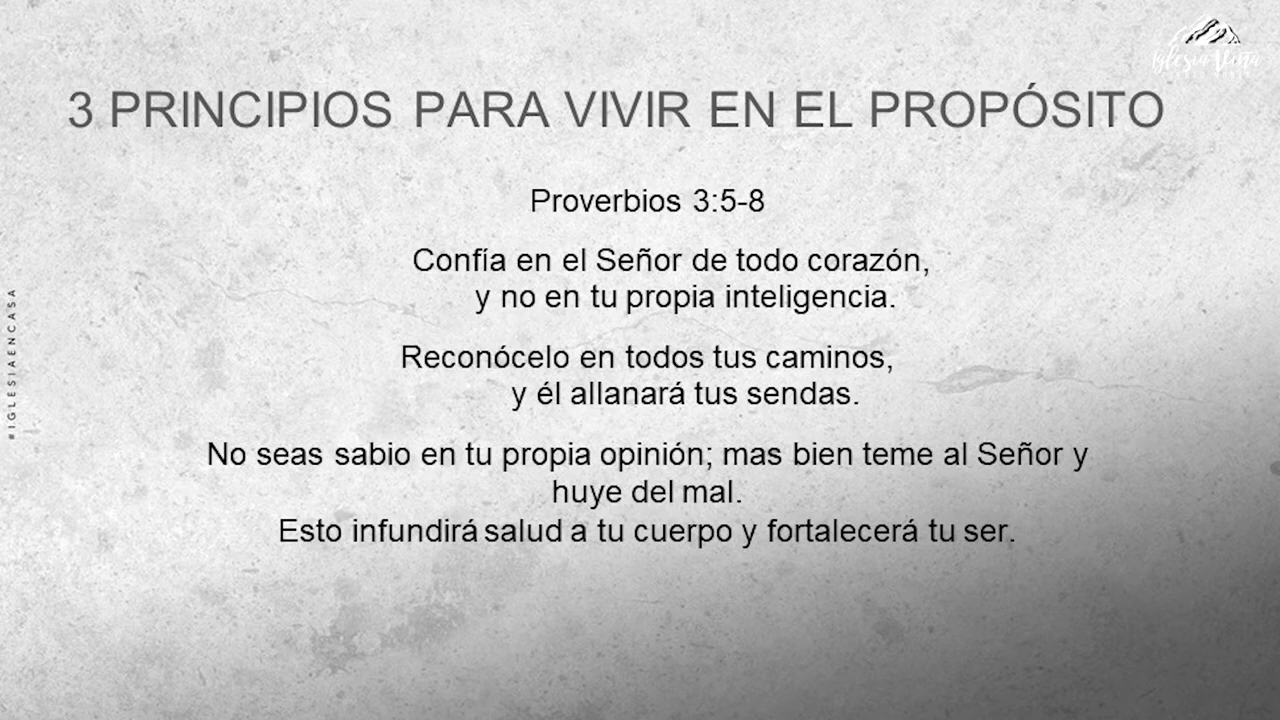 3 PRINCIPIOS PARA VIVIR EN EL PROPÓSITO
Proverbios 3:5-8
Confía en el Señor de todo corazón,
y no en tu propia inteligencia.
Reconócelo en todos tus caminos,
y él allanará tus sendas.
No seas sabio en tu propia opinión; mas bien teme al Señor y
huye del mal.
Esto infundirá salud a tu cuerpo y fortalecerá tu ser.
#IGLESIAENCASA
Iglesia